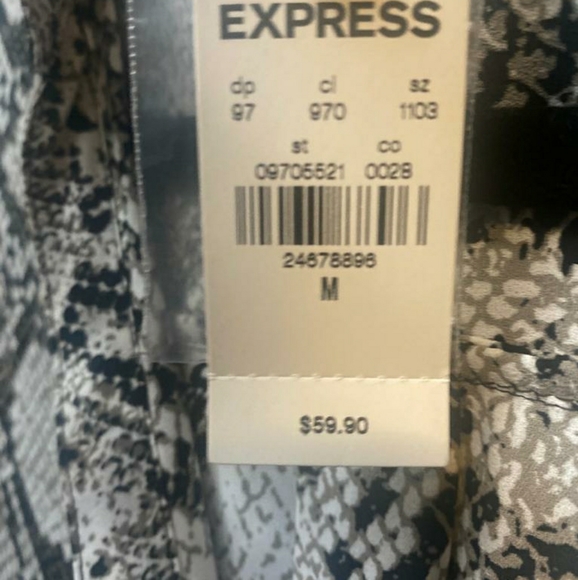 EXPRESS
dp cl sz
97 970 1103
st co
09705521 0028
24678896
M
$59.90